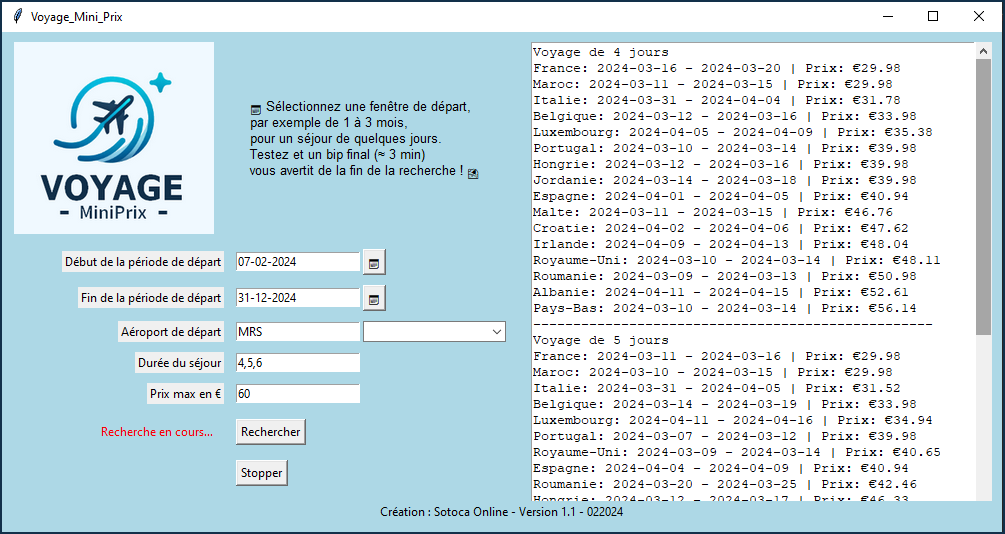 Voyage_Mini_Prix
VOYAGE
- MiniPrix -
Sélectionnez une fenêtre de départ,
par exemple de 1 à 3 mois,
pour un séjour de quelques jours.
Testez et un bip final (≈ 3 min)
vous avertit de la fin de la recherche !
Début de la période de départ 07-02-2024
Fin de la période de départ 31-12-2024
Aéroport de départ MRS
Durée du séjour 4,5,6
Prix max en € 60
Recherche en cours... Rechercher
Stopper
Voyage de 4 jours
France: 2024-03-16 - 2024-03-20 | Prix: €29.98
Maroc: 2024-03-11 - 2024-03-15 | Prix: €29.98
Italie: 2024-03-31 - 2024-04-04 | Prix: €31.78
Belgique: 2024-03-12 - 2024-03-16 | Prix: €33.98
Luxembourg: 2024-04-05 - 2024-04-09 | Prix: €35.38
Portugal: 2024-03-10 - 2024-03-14 | Prix: €39.98
Hongrie: 2024-03-12 - 2024-03-16 | Prix: €39.98
Jordanie: 2024-03-14 - 2024-03-18 | Prix: €39.98
Espagne: 2024-04-01 - 2024-04-05 | Prix: €40.94
Malte: 2024-03-11 - 2024-03-15 | Prix: €46.76
Croatie: 2024-04-02 - 2024-04-06 | Prix: €47.62
Irlande: 2024-04-09 - 2024-04-13 | Prix: €48.04
Royaume-Uni: 2024-03-10 - 2024-03-14 | Prix: €48.11
Roumanie: 2024-03-09 - 2024-03-13 | Prix: €50.98
Albanie: 2024-04-11 - 2024-04-15 | Prix: €52.61
Pays-Bas: 2024-03-10 - 2024-03-14 | Prix: €56.14
--------------------------------------------------
Voyage de 5 jours
France: 2024-03-11 - 2024-03-16 | Prix: €29.98
Maroc: 2024-03-10 - 2024-03-15 | Prix: €29.98
Italie: 2024-03-31 - 2024-04-05 | Prix: €31.52
Belgique: 2024-03-14 - 2024-03-19 | Prix: €33.98
Luxembourg: 2024-04-11 - 2024-04-16 | Prix: €34.94
Portugal: 2024-03-07 - 2024-03-12 | Prix: €39.98
Royaume-Uni: 2024-03-09 - 2024-03-14 | Prix: €40.65
Espagne: 2024-04-04 - 2024-04-09 | Prix: €40.94
Roumanie: 2024-03-20 - 2024-03-25 | Prix: €42.46
Hongrie: 2024-03-12 - 2024-03-17 | Prix: €46.33
Création : Sotoca Online - Version 1.1 - 022024